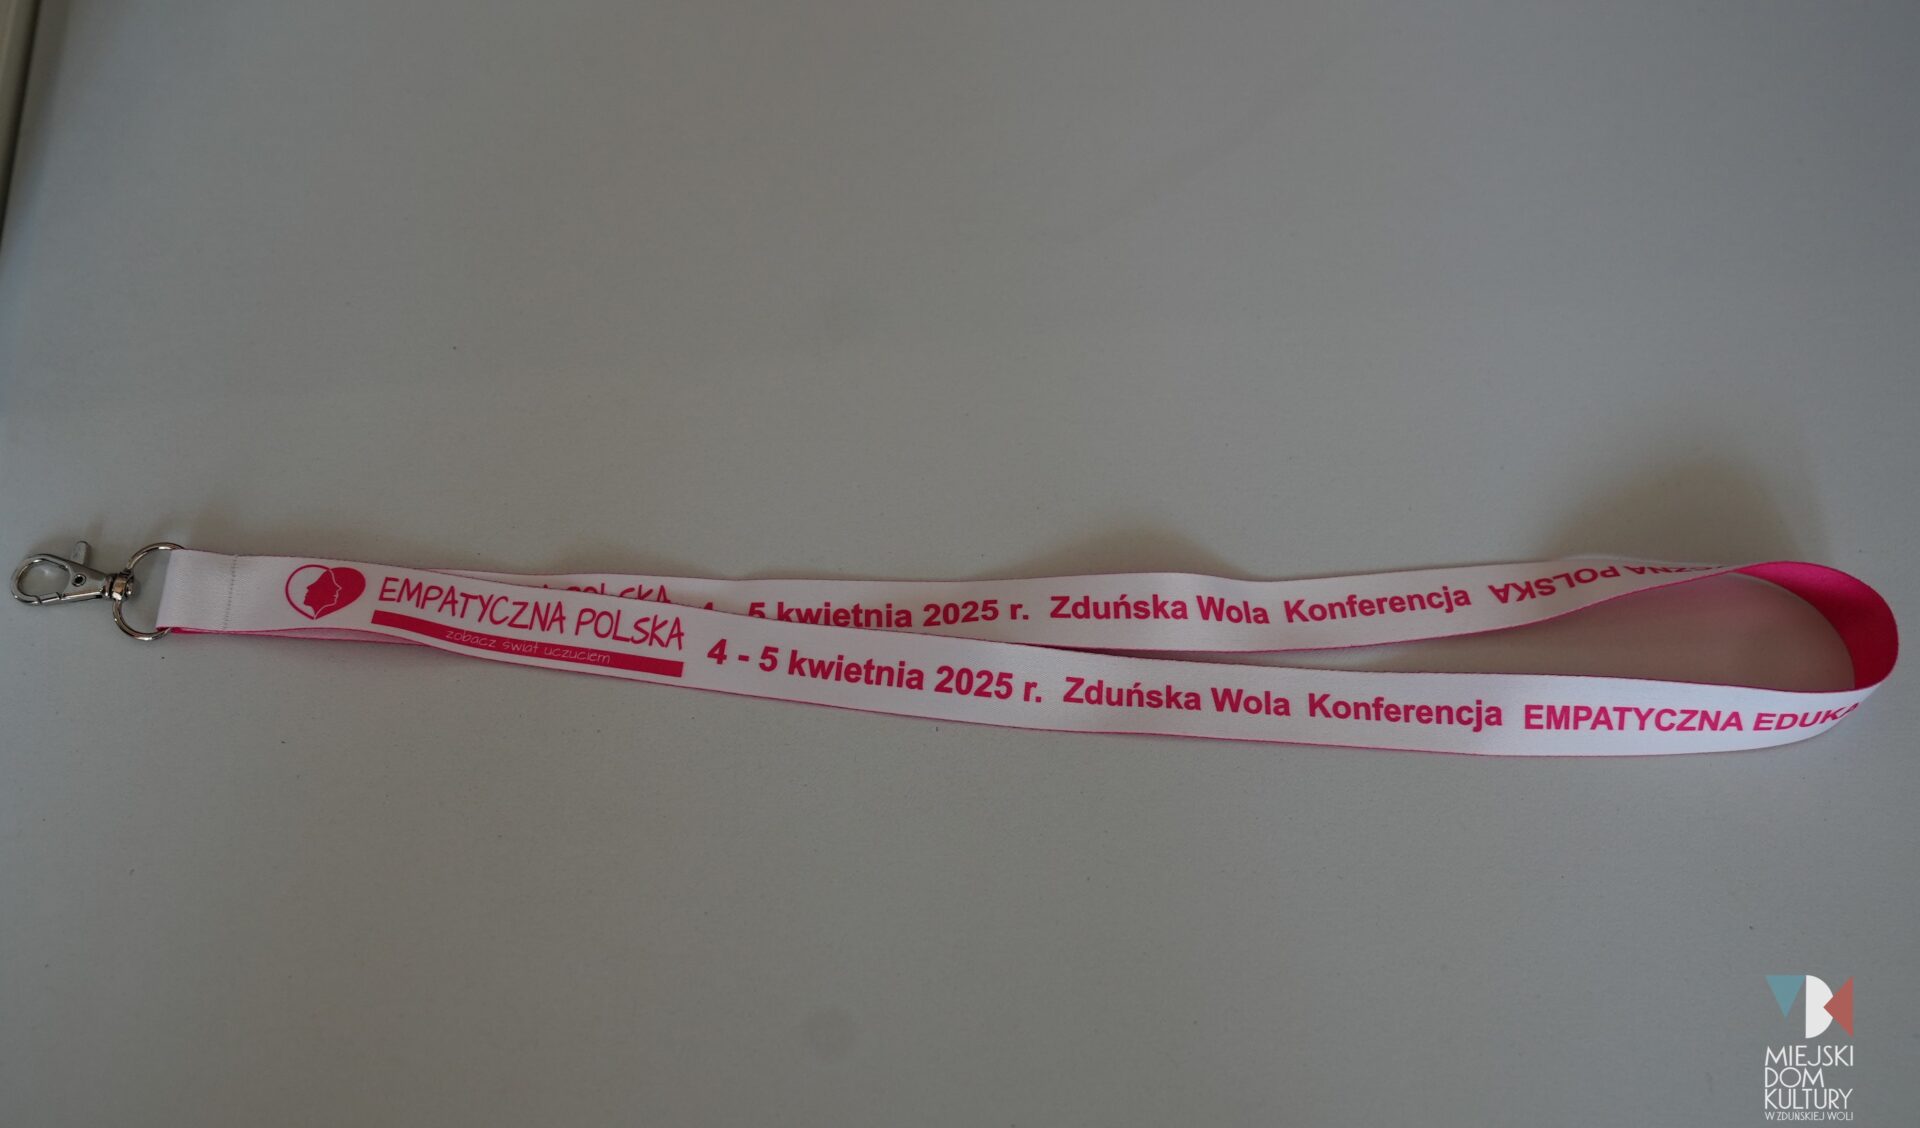 POLSKA
5 kwietnia 2025 r. Zduńska Wola Konferencja POLSKA
EMPATYCZNA POLSKA
zobacz świat uczuciem
4 - 5 kwietnia 2025 r. Zduńska Wola Konferencja EMPATYCZNA EDUKA
MIEJSKI
DOM
KULTURY
W ZDUŃSKIEJ WOLI